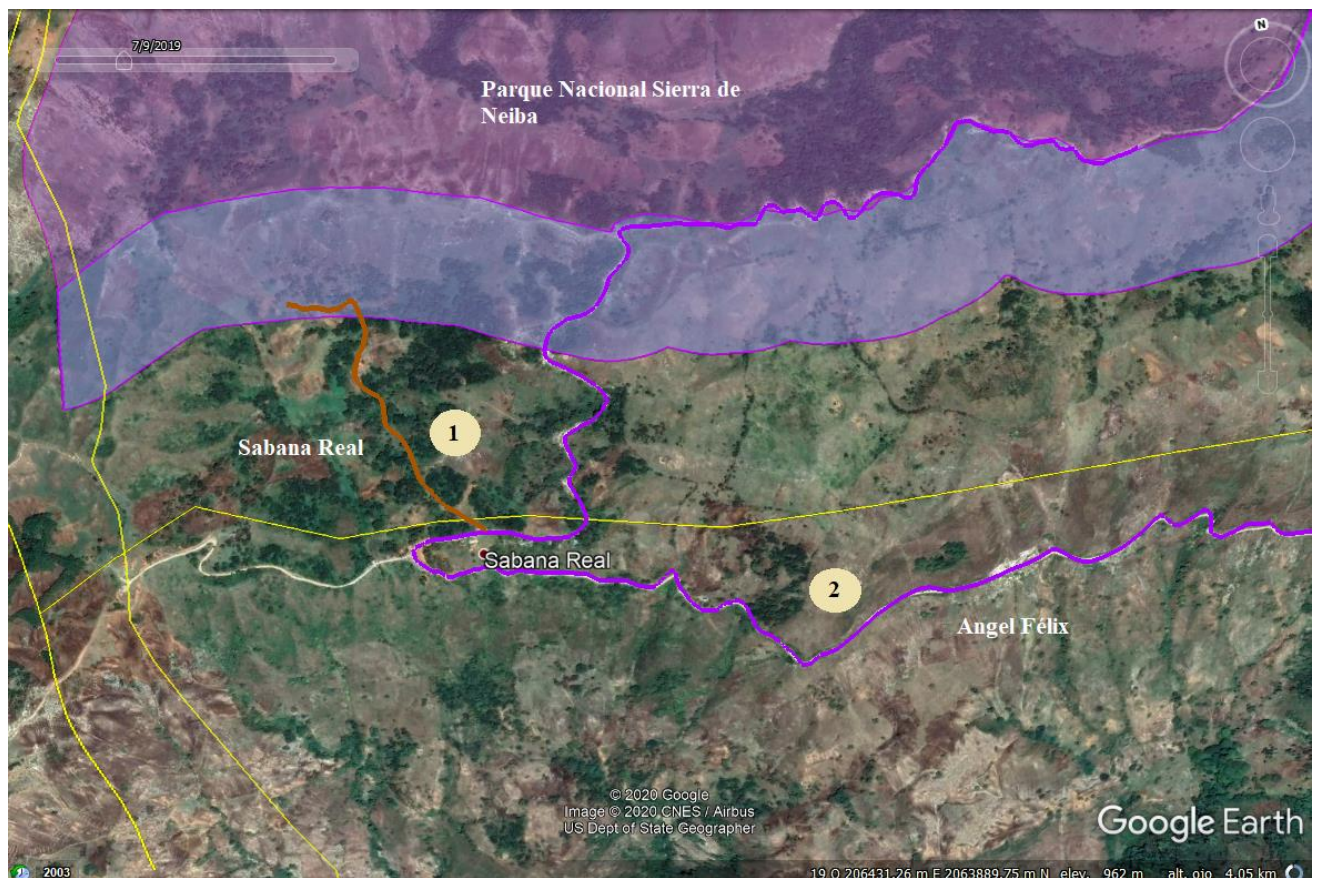 N
7/9/2019
Parque Nacional Sierra de
Neiba
1
Sabana Real
Sabana Real
2
Angel Félix
© 2020 Google
Image © 2020 CNES / Airbus
US Dept of State Geographer
Google Earth
2003
19 Q 206431.26 m E 2063889.75 m N elev. 962 m alt. ojo 4.05 km